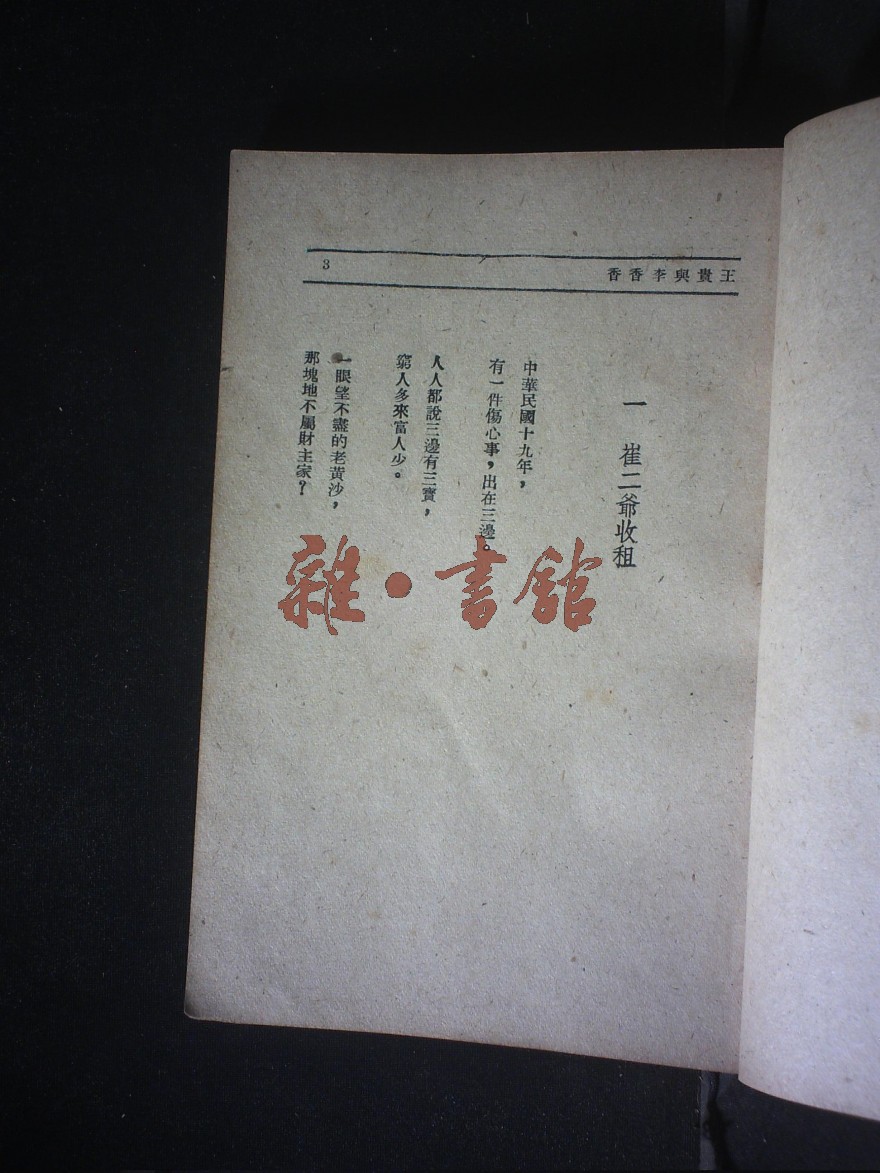 王貴與李香香
3
一 崔二爺收租
中華民國十九年，
有一件傷心事，出在三邊。
人人都說三邊有三寶，
窮人多來富人少。
一眼望不盡的老黃沙，
那塊地不屬財主家？
雜·書館